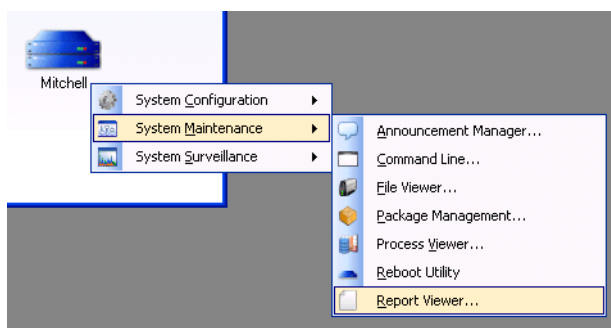 Mitchell
System Configuration
System Maintenance
System Surveillance
Announcement Manager...
Command Line...
File Viewer...
Package Management...
Process Viewer...
Reboot Utility
Report Viewer...